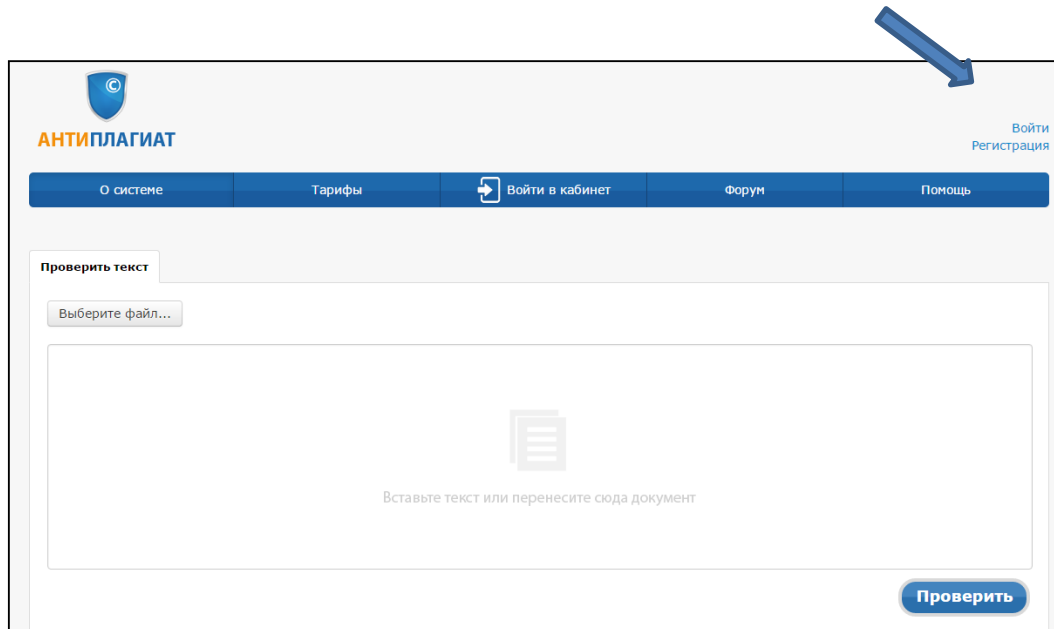 ©
АНТИПЛАГИАТ
Войти
Регистрация
О системе Тарифы Войти в кабинет Форум Помощь
Проверить текст
Выберите файл...
Вставьте текст или перенесите сюда документ
Проверить